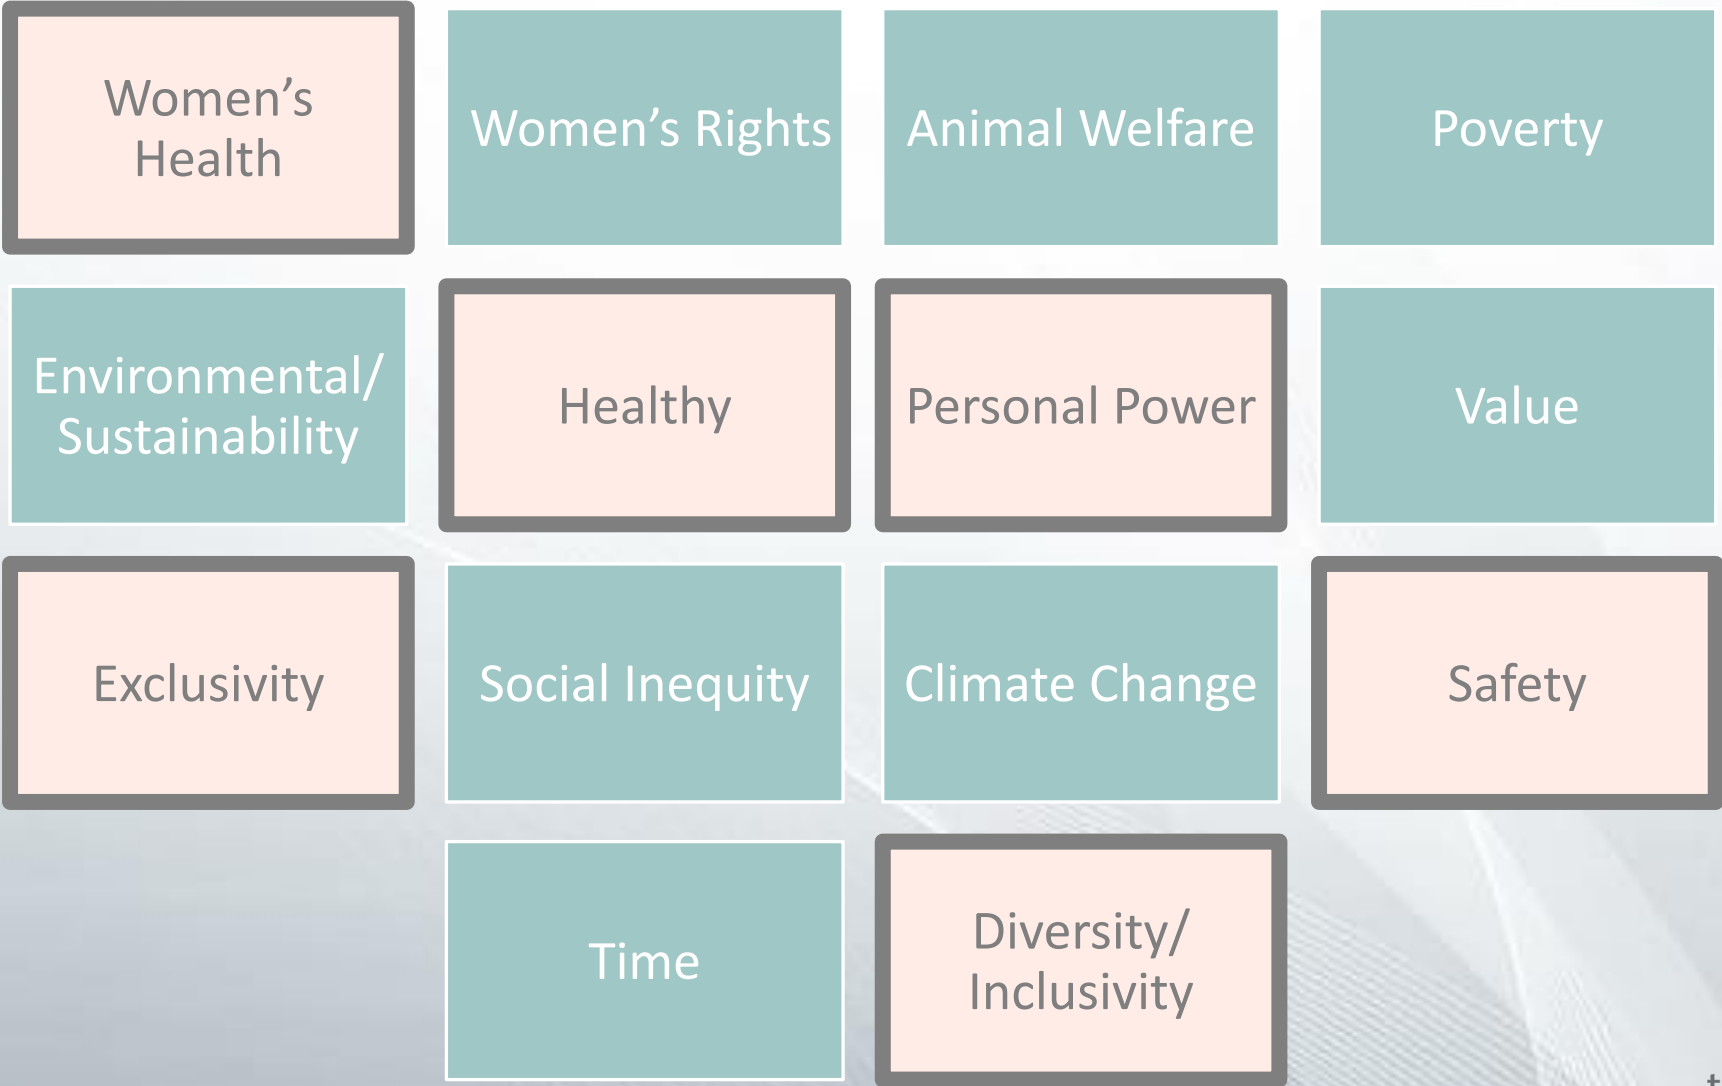 Women’s
Health
Women’s Rights
Animal Welfare
Poverty
Environmental/
Sustainability
Healthy
Personal Power
Value
Exclusivity
Social Inequity
Climate Change
Safety
Time
Diversity/
Inclusivity